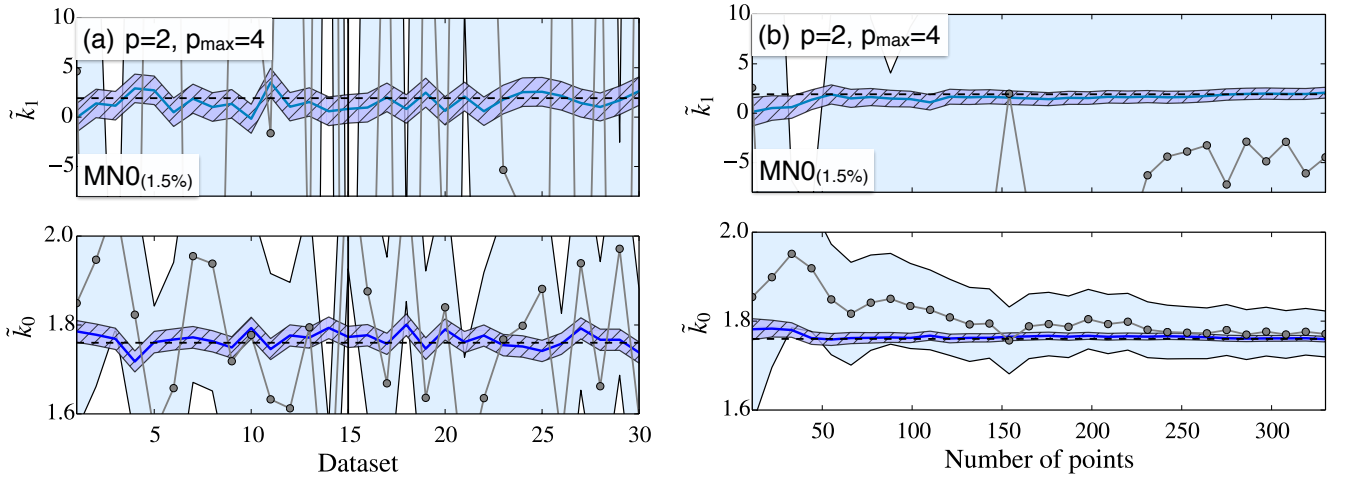 (a) p=2, pmax=4
10
5
0
−5
k̃1
MN0(1.5%)
2.0
1.8
1.6
k̃0
5 10 15 20 25 30
Dataset
(b) p=2, pmax=4
10
5
0
−5
k̃1
MN0(1.5%)
2.0
1.8
1.6
k̃0
50 100 150 200 250 300
Number of points